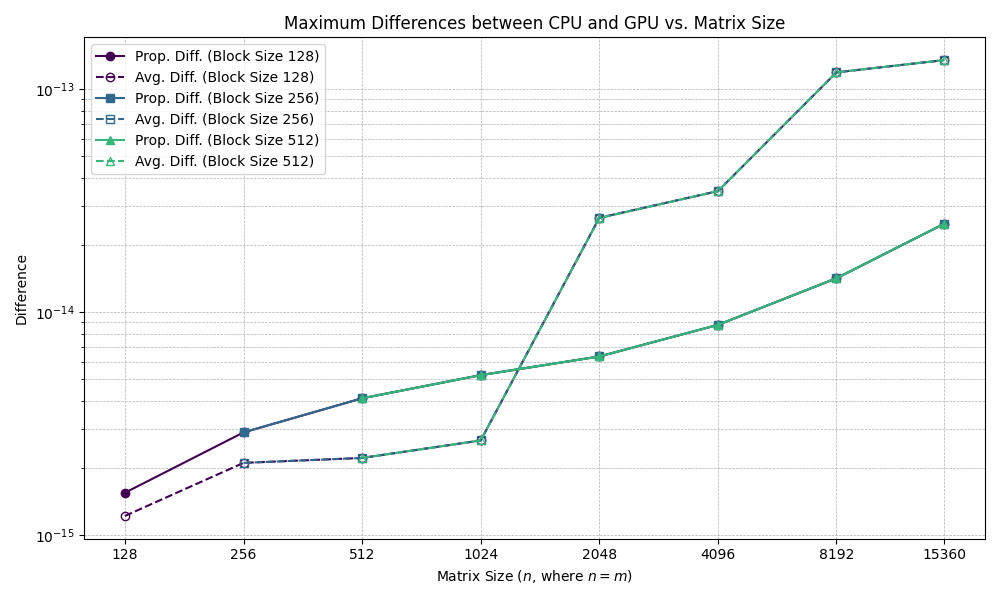 Maximum Differences between CPU and GPU vs. Matrix Size
Prop. Diff. (Block Size 128)
Avg. Diff. (Block Size 128)
Prop. Diff. (Block Size 256)
Avg. Diff. (Block Size 256)
Prop. Diff. (Block Size 512)
Avg. Diff. (Block Size 512)
Difference
10⁻¹³
10⁻¹⁴
10⁻¹⁵
128 256 512 1024 2048 4096 8192 15360
Matrix Size (n, where n = m)